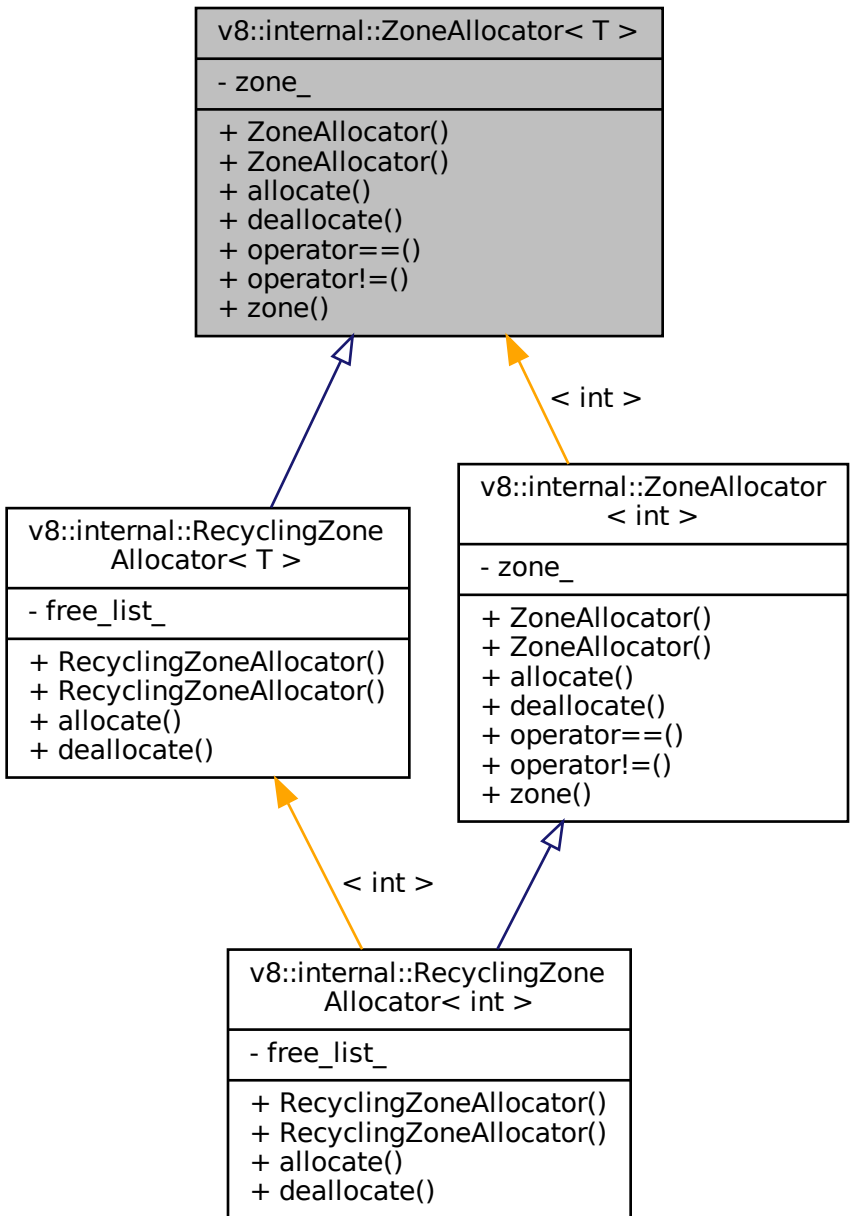 v8::internal::ZoneAllocator< T >
- zone_
+ ZoneAllocator()
+ ZoneAllocator()
+ allocate()
+ deallocate()
+ operator==()
+ operator!=()
+ zone()
< int >
v8::internal::RecyclingZone
Allocator< T >
- free_list_
+ RecyclingZoneAllocator()
+ RecyclingZoneAllocator()
+ allocate()
+ deallocate()
v8::internal::ZoneAllocator
< int >
- zone_
+ ZoneAllocator()
+ ZoneAllocator()
+ allocate()
+ deallocate()
+ operator==()
+ operator!=()
+ zone()
< int >
v8::internal::RecyclingZone
Allocator< int >
- free_list_
+ RecyclingZoneAllocator()
+ RecyclingZoneAllocator()
+ allocate()
+ deallocate()